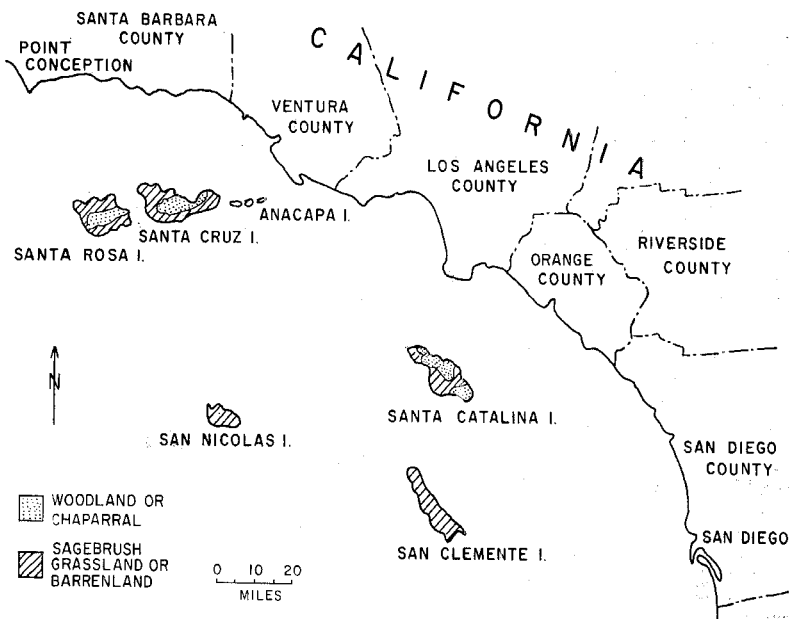 SANTA BARBARA
COUNTY
POINT
CONCEPTION
CALIFORNIA
VENTURA
COUNTY
LOS ANGELES
COUNTY
ANACAPA I.
SANTA CRUZ I.
SANTA ROSA I.
ORANGE
COUNTY
RIVERSIDE
COUNTY
N
SANTA CATALINA I.
SAN NICOLAS I.
SAN DIEGO
COUNTY
WOODLAND OR
CHAPARRAL
SAN DIEGO
SAN CLEMENTE I.
SAGEBRUSH
GRASSLAND OR
BARRENLAND
0 10 20
MILES